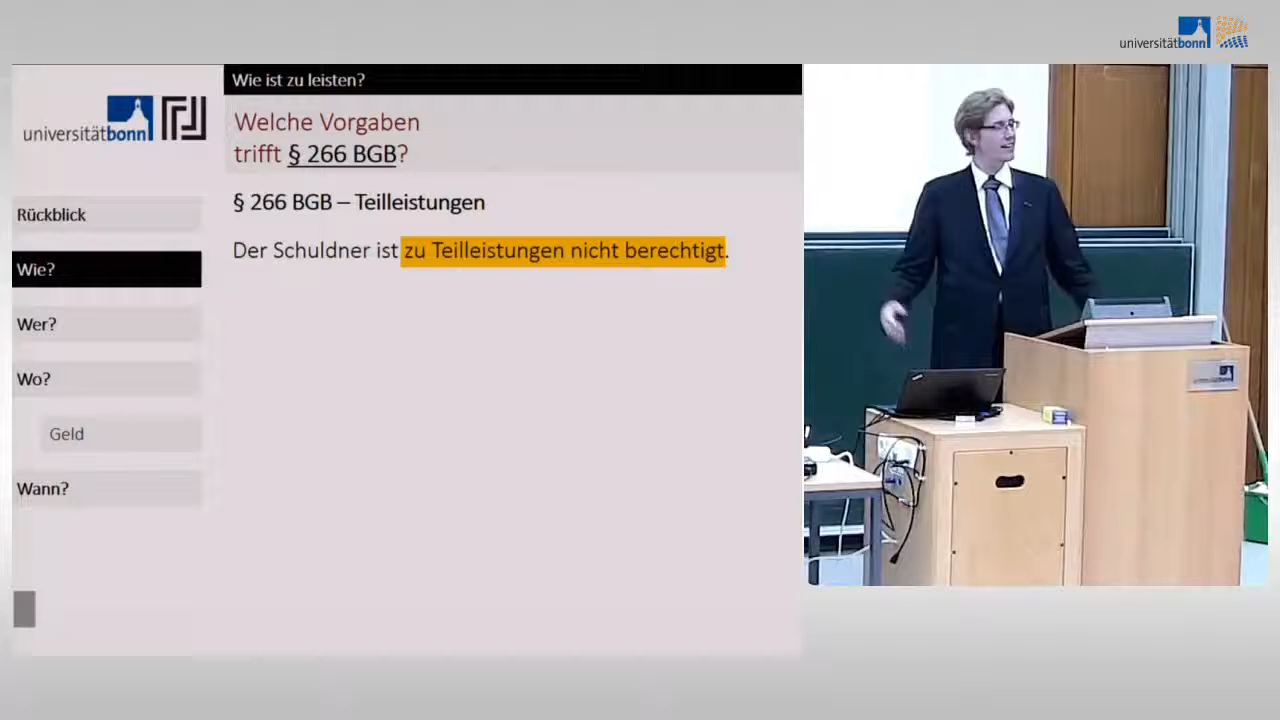 universitätbonn
Wie ist zu leisten?
universitätbonn
Welche Vorgaben
trifft § 266 BGB?
§ 266 BGB – Teilleistungen
Der Schuldner ist zu Teilleistungen nicht berechtigt.
Rückblick
Wie?
Wer?
Wo?
Geld
Wann?